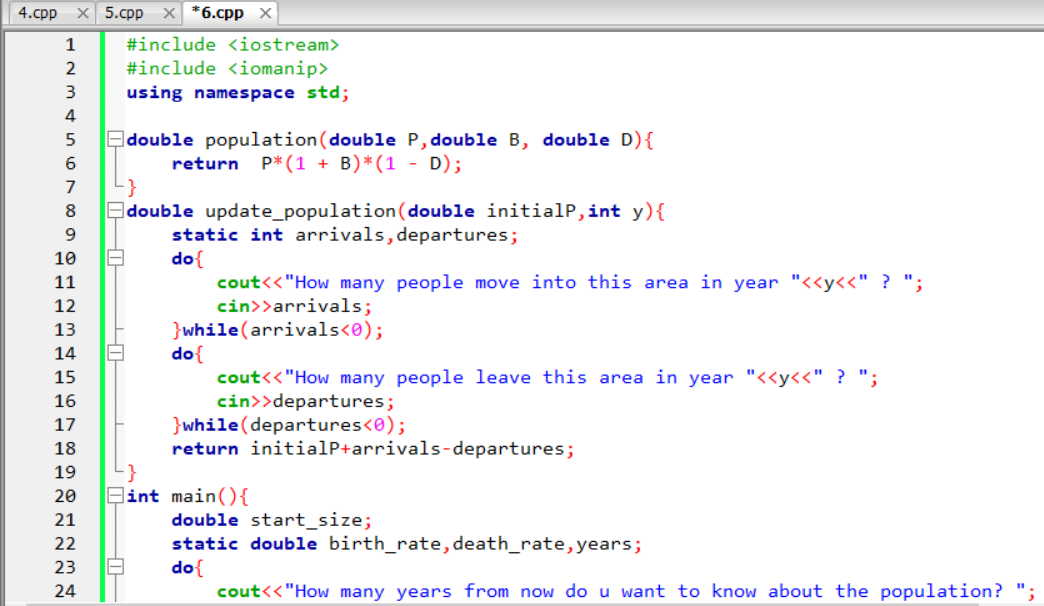 4.cpp 5.cpp *6.cpp
1 #include <iostream>
2 #include <iomanip>
3 using namespace std;
4
5 double population(double P,double B, double D){
6     return  P*(1 + B)*(1 - D);
7 }
8 double update_population(double initialP,int y){
9     static int arrivals,departures;
10     do{
11         cout<<"How many people move into this area in year "<<y<<" ? ";
12         cin>>arrivals;
13     }while(arrivals<0);
14     do{
15         cout<<"How many people leave this area in year "<<y<<" ? ";
16         cin>>departures;
17     }while(departures<0);
18     return initialP+arrivals-departures;
19 }
20 int main(){
21     double start_size;
22     static double birth_rate,death_rate,years;
23     do{
24         cout<<"How many years from now do u want to know about the population? ";